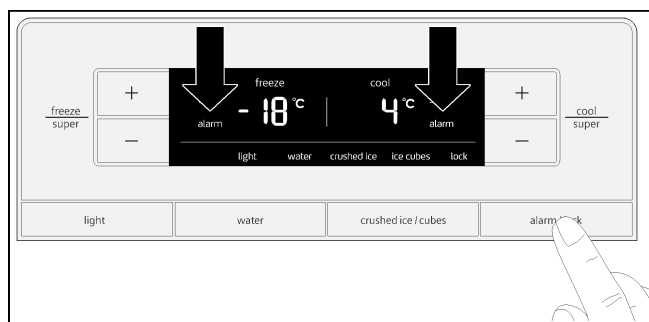 freeze
super
+
−
freeze cool
-18°C 4°C
alarm alarm
light water crushed ice ice cubes lock
+
−
cool
super
light water crushed ice / cubes alarm